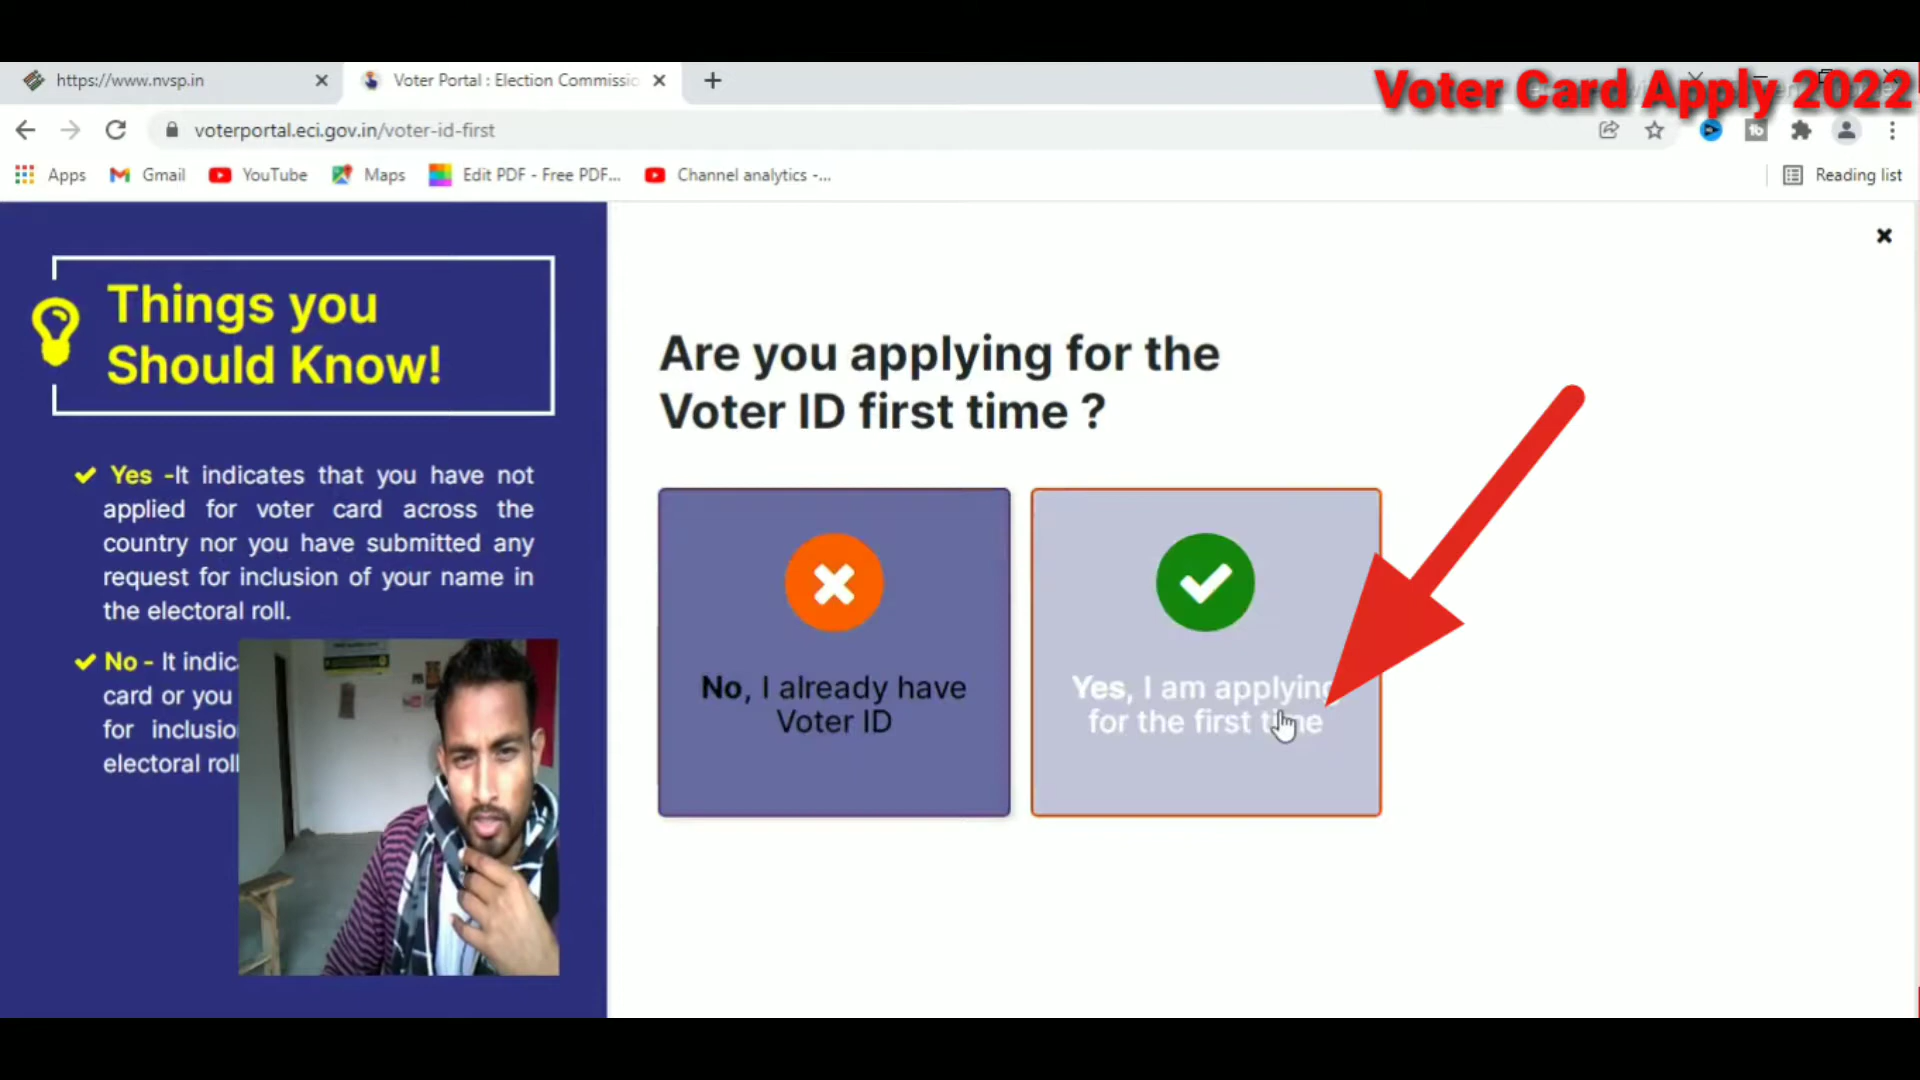 https://www.nvsp.in
Voter Portal : Election Commissio
Voter Card Apply 2022
voterportal.eci.gov.in/voter-id-first
Apps
Gmail
YouTube
Maps
Edit PDF - Free PDF...
Channel analytics -...
Reading list
Things you
Should Know!
Yes -It indicates that you have not
applied for voter card across the
country nor you have submitted any
request for inclusion of your name in
the electoral roll.
No - It indic
card or you
for inclusio
electoral roll
Are you applying for the
Voter ID first time ?
No, I already have
Voter ID
Yes, I am applying
for the first time